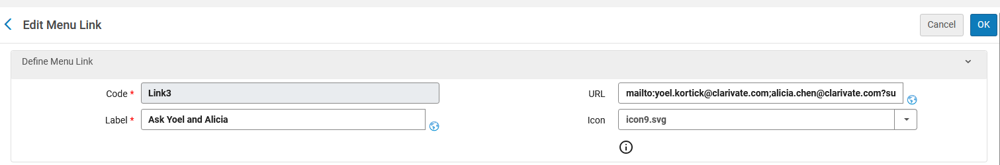 Edit Menu Link
Cancel
OK
Define Menu Link
Code *
Link3
URL
mailto:yoel.kortick@clarivate.com;alicia.chen@clarivate.com?su
Label *
Ask Yoel and Alicia
Icon
icon9.svg